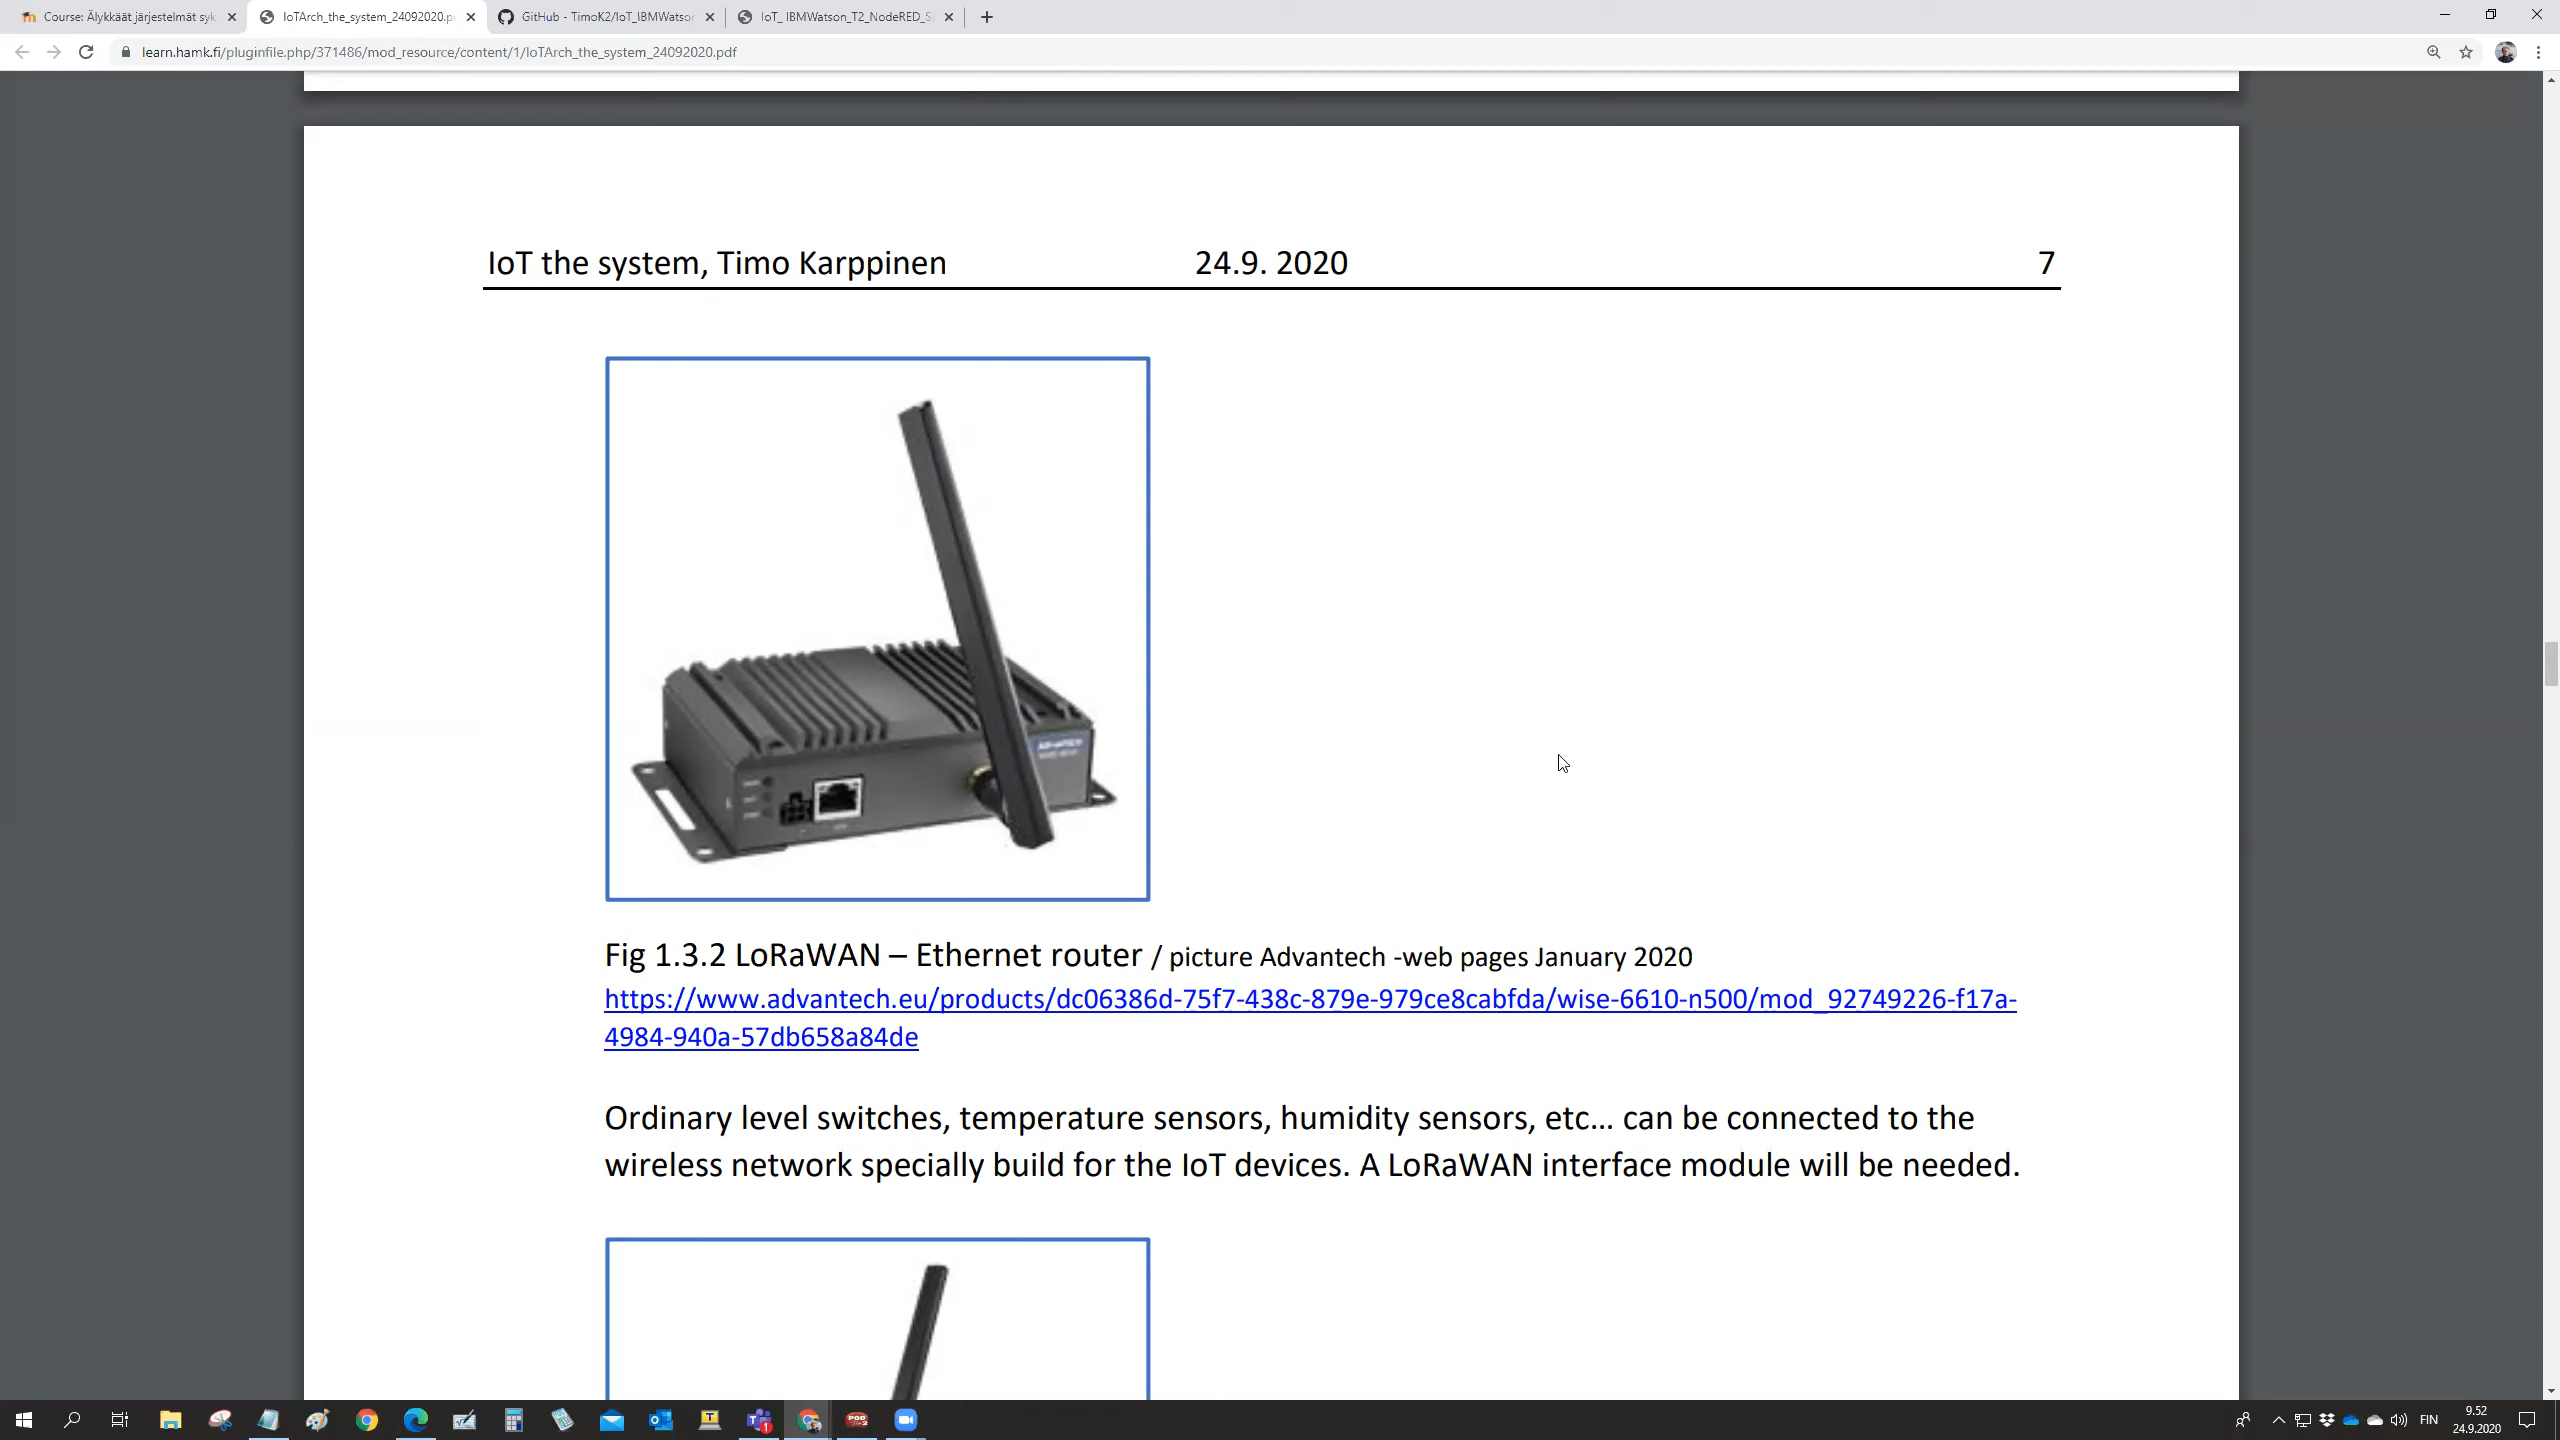 Course: Älykkäät järjestelmät syk
IoTArch_the_system_24092020.p
GitHub - TimoK2/IoT_IBMWatson
IoT_ IBMWatson_T2_NodeRED_S
learn.hamk.fi/pluginfile.php/371486/mod_resource/content/1/IoTArch_the_system_24092020.pdf
IoT the system, Timo Karppinen 24.9. 2020 7
Fig 1.3.2 LoRaWAN – Ethernet router / picture Advantech -web pages January 2020
https://www.advantech.eu/products/dc06386d-75f7-438c-879e-979ce8cabfda/wise-6610-n500/mod_92749226-f17a-
4984-940a-57db658a84de
Ordinary level switches, temperature sensors, humidity sensors, etc... can be connected to the
wireless network specially build for the IoT devices. A LoRaWAN interface module will be needed.
FIN
9.52
24.9.2020